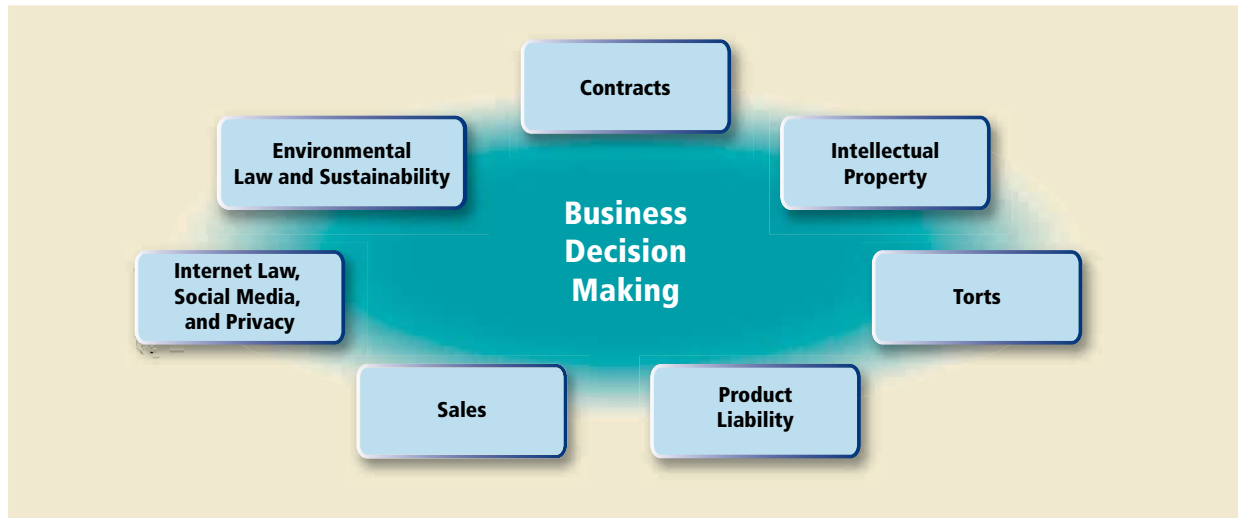 Contracts
Environmental
Law and Sustainability
Intellectual
Property
Business
Decision
Making
Internet Law,
Social Media,
and Privacy
Torts
Sales
Product
Liability